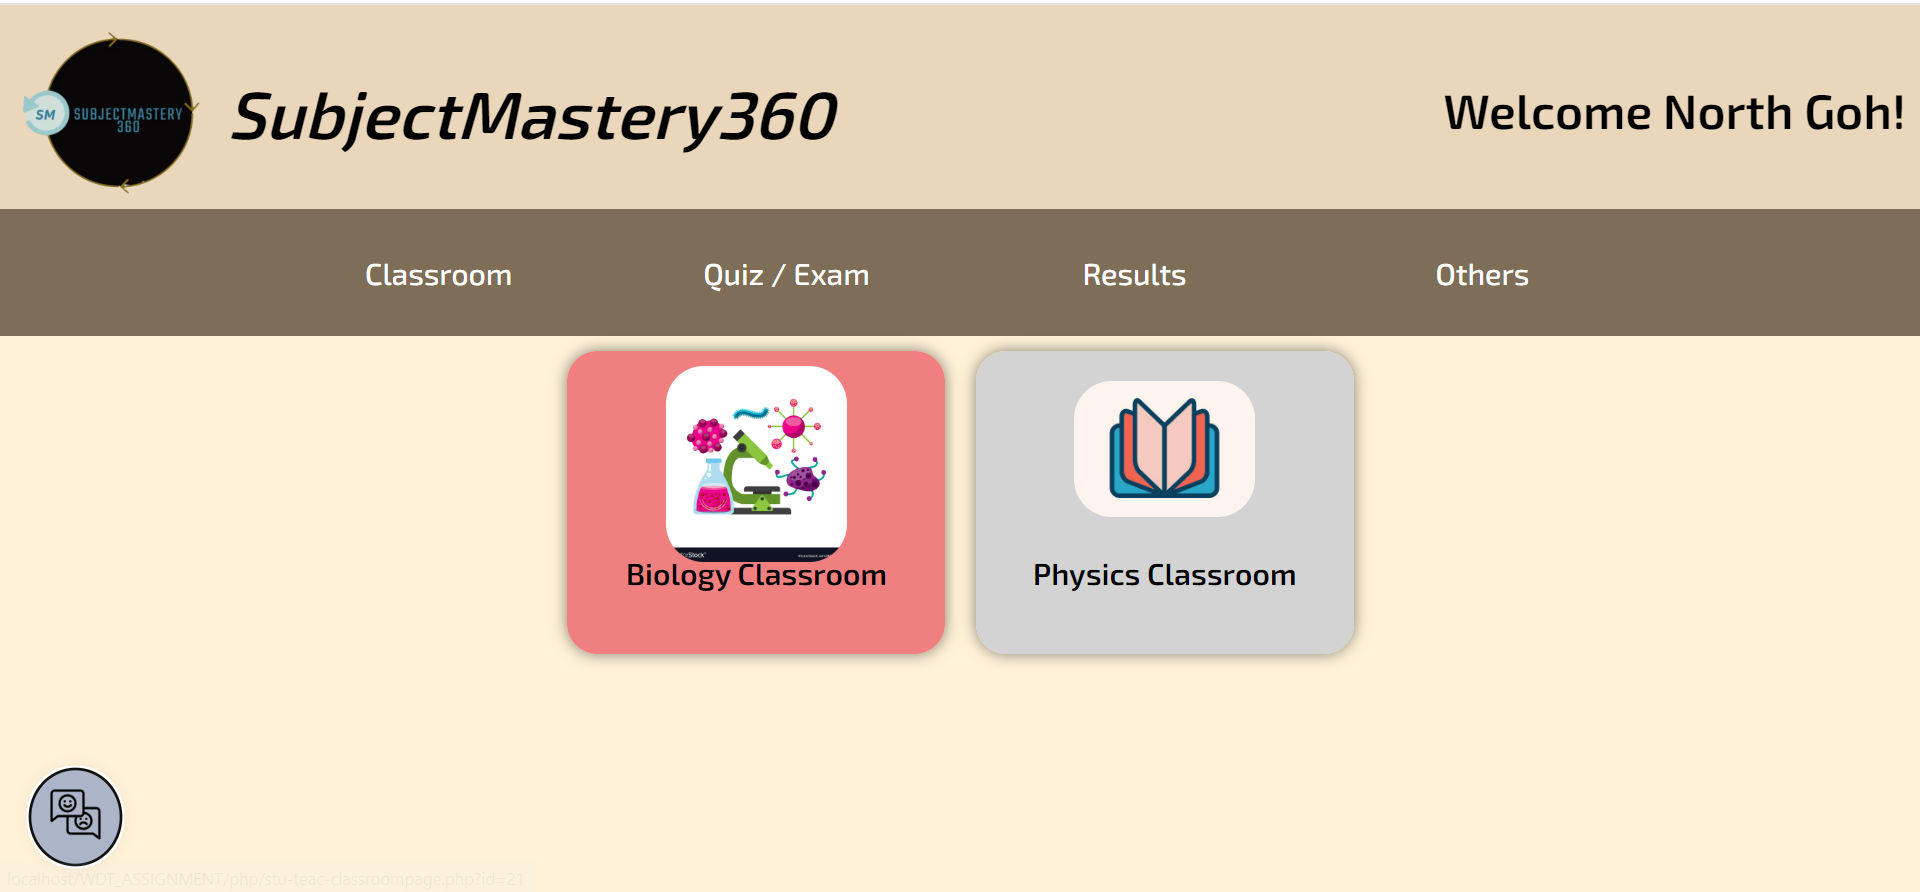 SM SUBJECTMASTERY
360
SubjectMastery360
Welcome North Goh!
Classroom
Quiz / Exam
Results
Others
Biology Classroom
Physics Classroom
localhost/WDT_ASSIGNMENT/php/stu-teac-classroompage.php?id=21